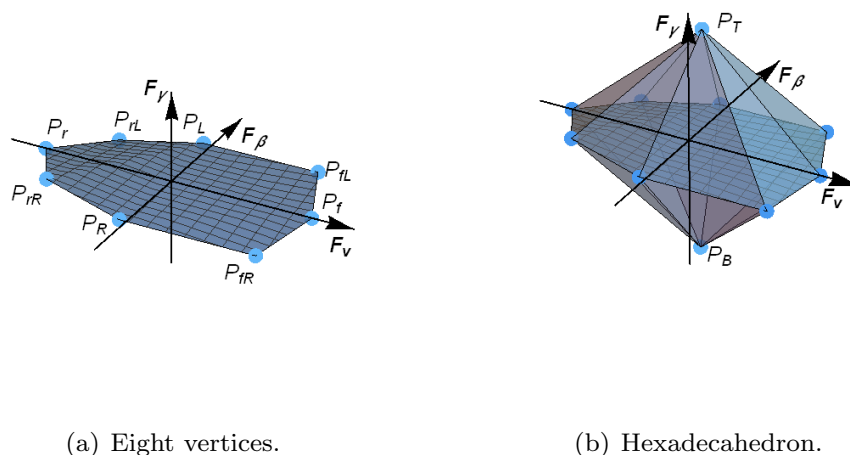 F_γ
P_r
P_rL
P_L
F_β
P_fL
P_rR
P_R
P_f
F_v
P_fR
(a) Eight vertices.
F_γ
P_T
F_β
F_v
P_B
(b) Hexadecahedron.